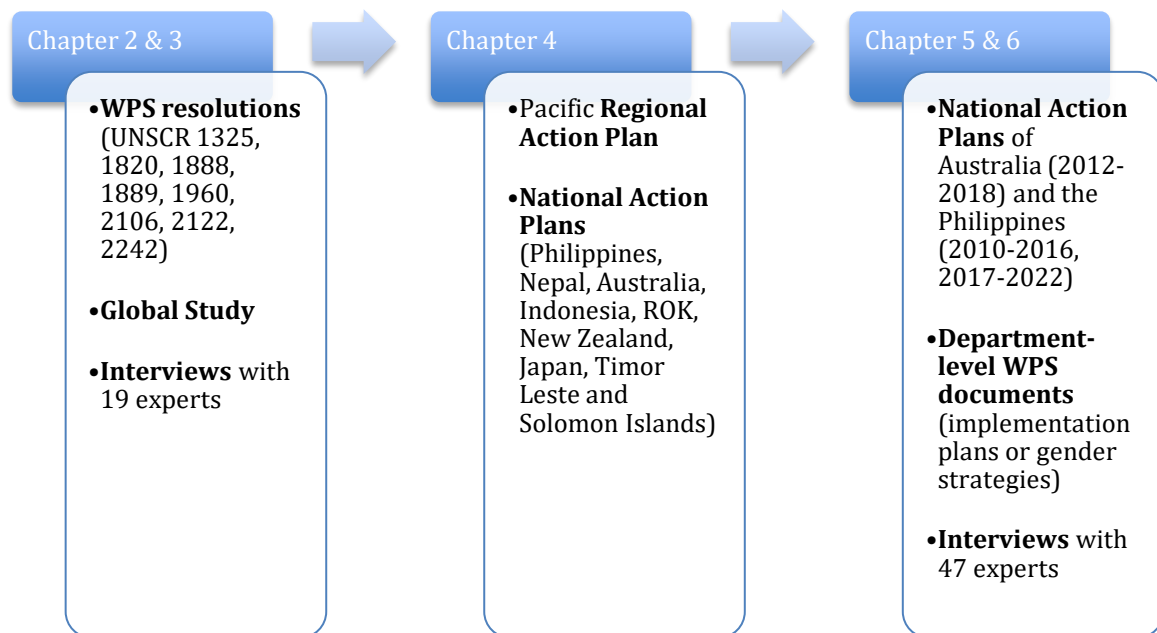 Chapter 2 & 3
•WPS resolutions
(UNSCR 1325,
1820, 1888,
1889, 1960,
2106, 2122,
2242)
•Global Study
•Interviews with
19 experts
Chapter 4
•Pacific Regional
Action Plan
•National Action
Plans
(Philippines,
Nepal, Australia,
Indonesia, ROK,
New Zealand,
Japan, Timor
Leste and
Solomon Islands)
Chapter 5 & 6
•National Action
Plans of
Australia (2012-
2018) and the
Philippines
(2010-2016,
2017-2022)
•Department-
level WPS
documents
(implementation
plans or gender
strategies)
•Interviews with
47 experts